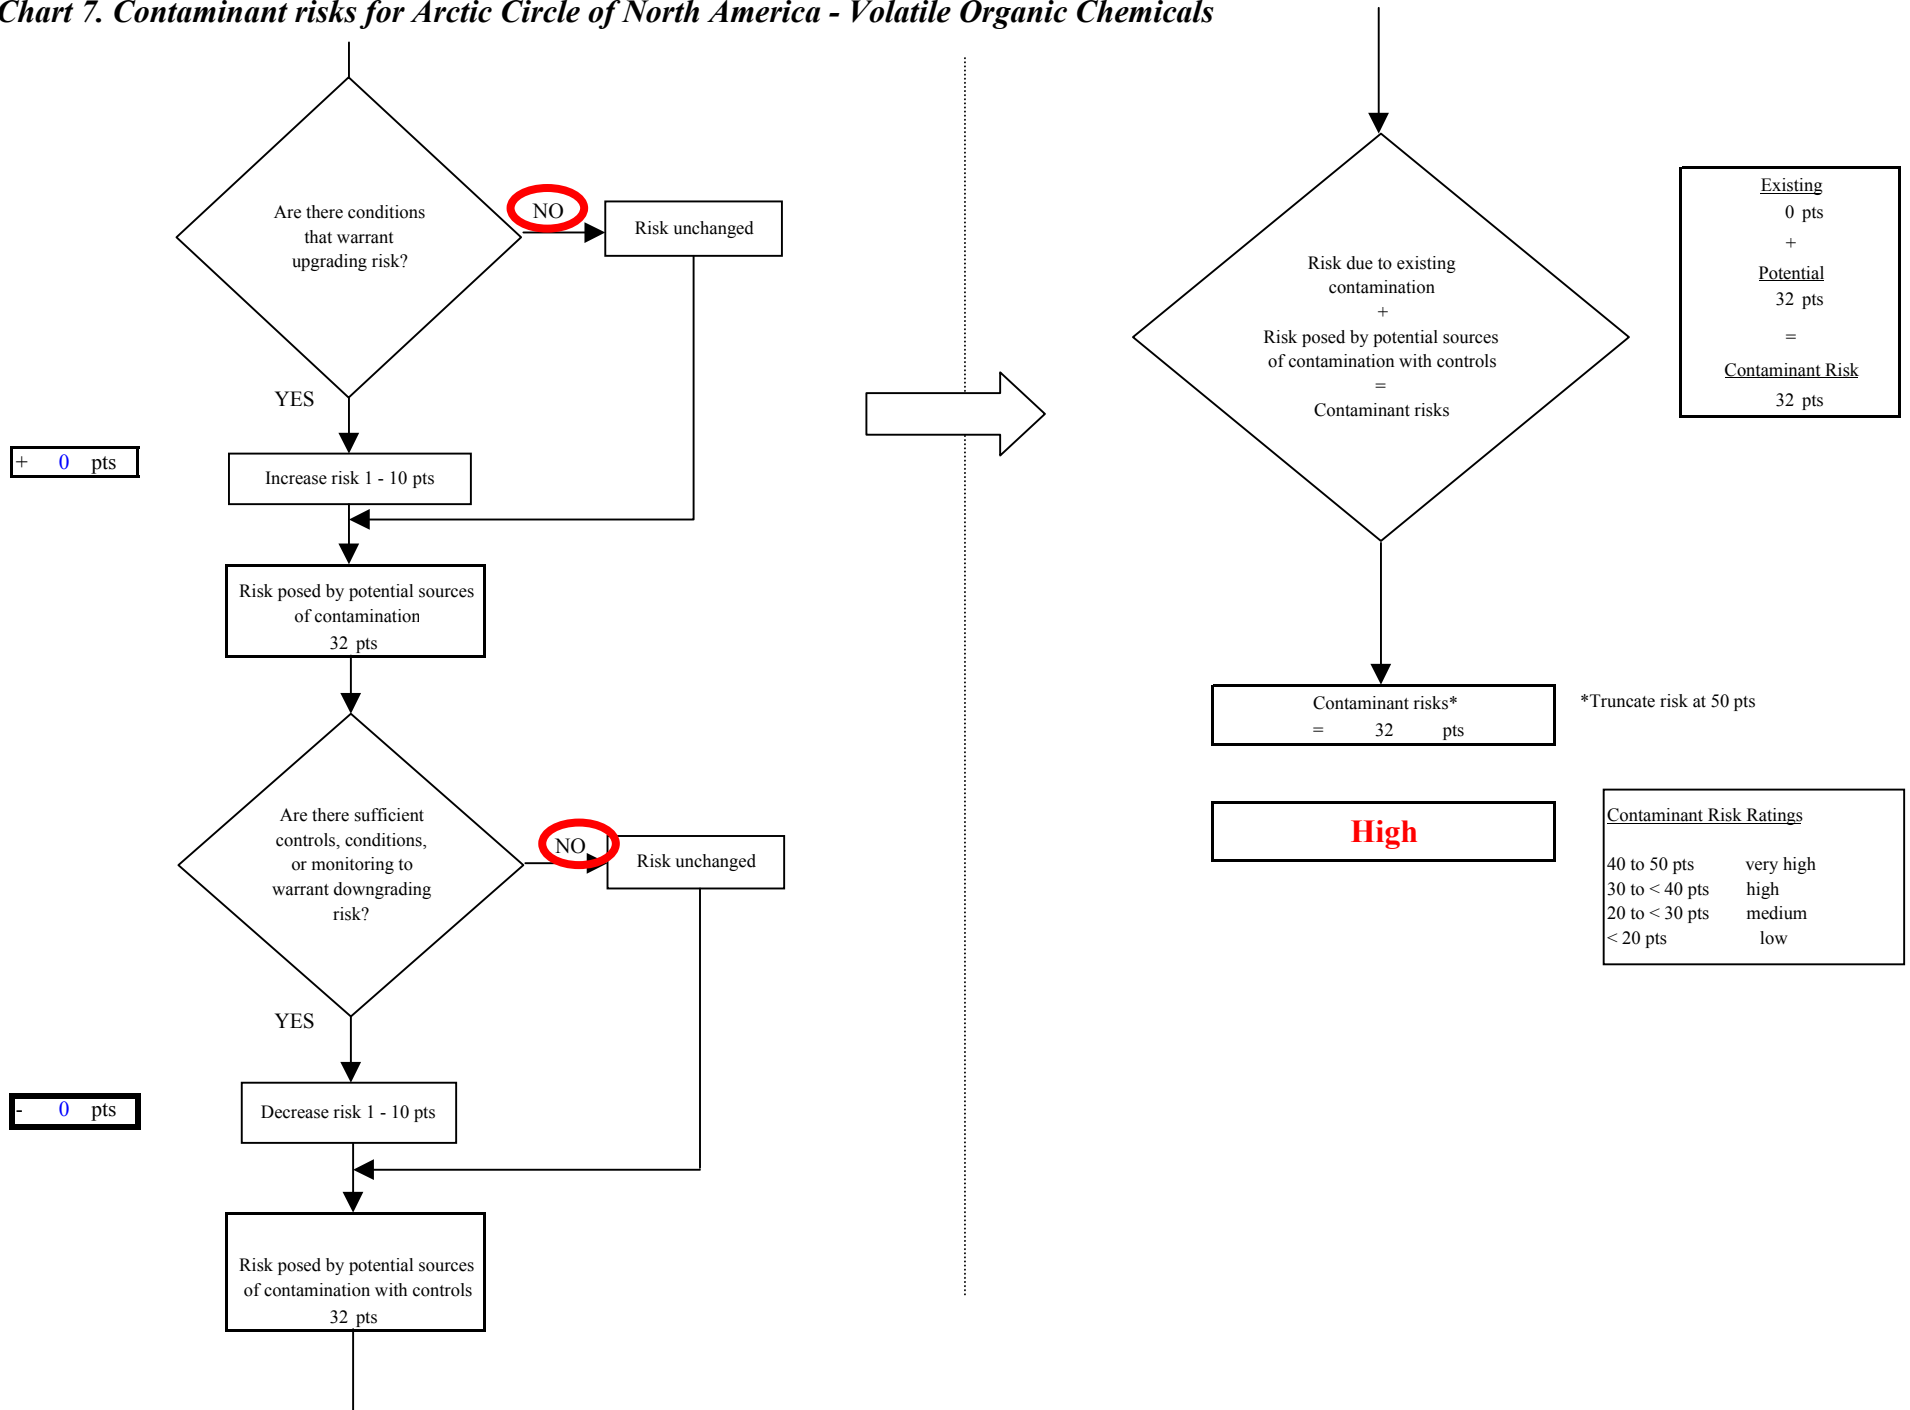 Chart 7. Contaminant risks for Arctic Circle of North America - Volatile Organic Chemicals
Are there conditions
that warrant
upgrading risk?
NO
Risk unchanged
YES
+ 0 pts
Increase risk 1 - 10 pts
Risk posed by potential sources
of contamination
32 pts
Are there sufficient
controls, conditions,
or monitoring to
warrant downgrading
risk?
NO
Risk unchanged
YES
- 0 pts
Decrease risk 1 - 10 pts
Risk posed by potential sources
of contamination with controls
32 pts
Risk due to existing
contamination
+
Risk posed by potential sources
of contamination with controls
=
Contaminant risks
Existing
0 pts
+
Potential
32 pts
=
Contaminant Risk
32 pts
Contaminant risks*
= 32 pts
*Truncate risk at 50 pts
High
Contaminant Risk Ratings
40 to 50 pts very high
30 to < 40 pts high
20 to < 30 pts medium
< 20 pts low